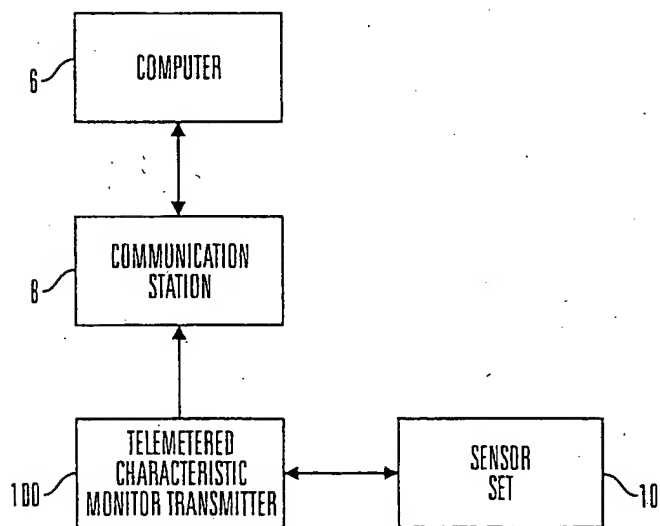 COMPUTER
6
COMMUNICATION
STATION
8
TELEMETERED
CHARACTERISTIC
MONITOR TRANSMITTER
100
SENSOR
SET
10